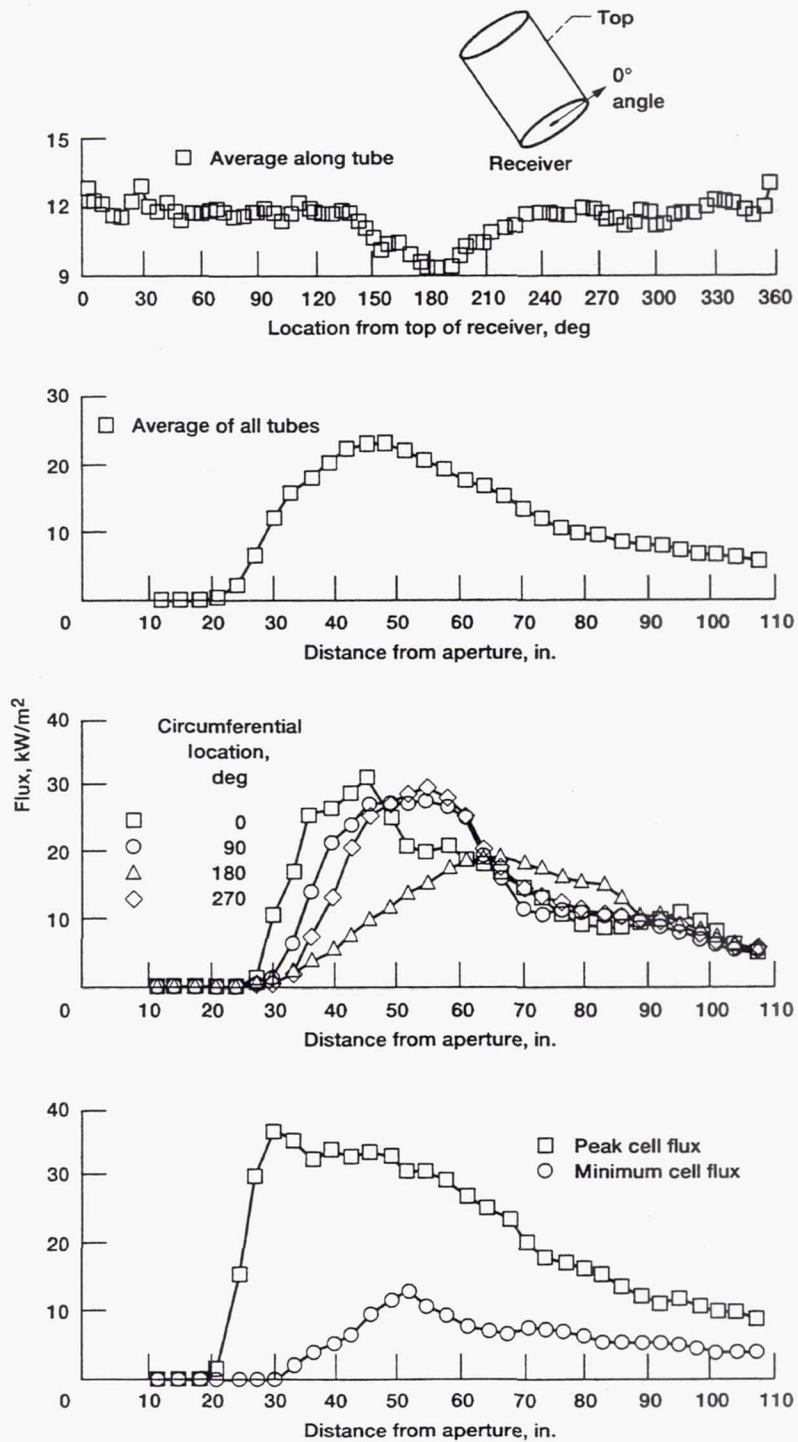 Top
0°
angle
Receiver
15
12
9
Average along tube
0 30 60 90 120 150 180 210 240 270 300 330 360
Location from top of receiver, deg
30
20
10
0
Average of all tubes
10 20 30 40 50 60 70 80 90 100 110
Distance from aperture, in.
Flux, kW/m²
40
30
20
10
0
Circumferential
location,
deg
0
90
180
270
10 20 30 40 50 60 70 80 90 100 110
Distance from aperture, in.
40
30
20
10
0
Peak cell flux
Minimum cell flux
10 20 30 40 50 60 70 80 90 100 110
Distance from aperture, in.